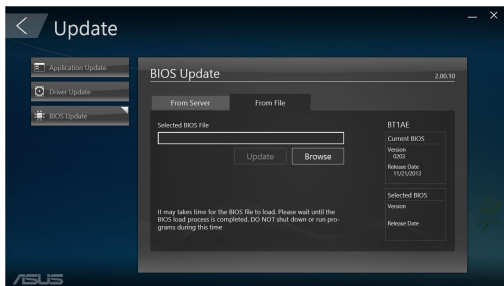 Update
Application Update
Driver Update
BIOS Update
BIOS Update
2.00.10
From Server
From File
Selected BIOS File
Update
Browse
It may takes time for the BIOS file to load. Please wait until the
BIOS load process is completed. DO NOT shut down or run pro-
grams during this time
BT1AE
Current BIOS
Version
0203
Release Date
11/21/2013
Selected BIOS
Version
Release Date
ASUS